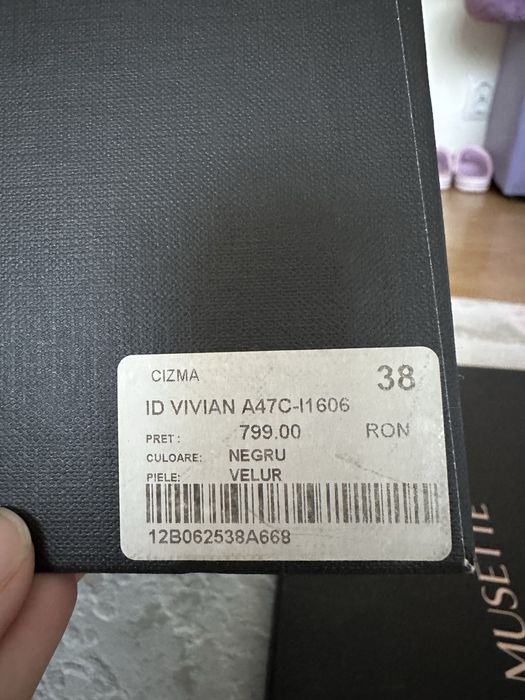 CIZMA 38
ID VIVIAN A47C-I1606
PRET: 799.00 RON
CULOARE: NEGRU
PIELE: VELUR
12B062538A668
MUSETTE